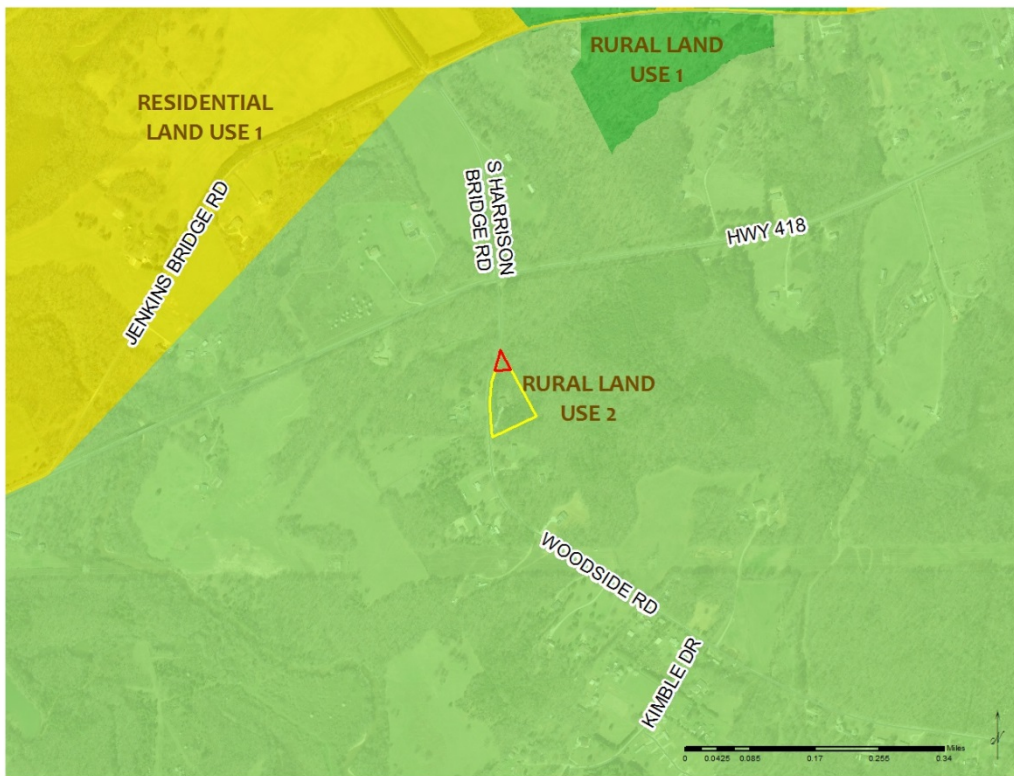 RURAL LAND
USE 1
RESIDENTIAL
LAND USE 1
S HARRISON
BRIDGE RD
JENKINS BRIDGE RD
HWY 418
RURAL LAND
USE 2
WOODSIDE RD
KIMBLE DR
Miles
0 0.0425 0.085 0.17 0.255 0.34
N